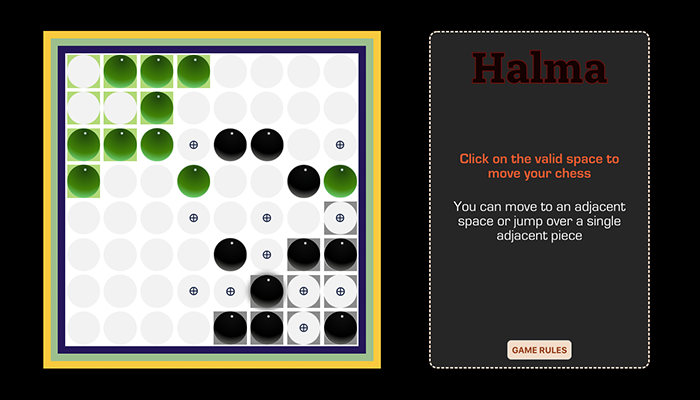 Halma
Click on the valid space to
move your chess
You can move to an adjacent
space or jump over a single
adjacent piece
GAME RULES